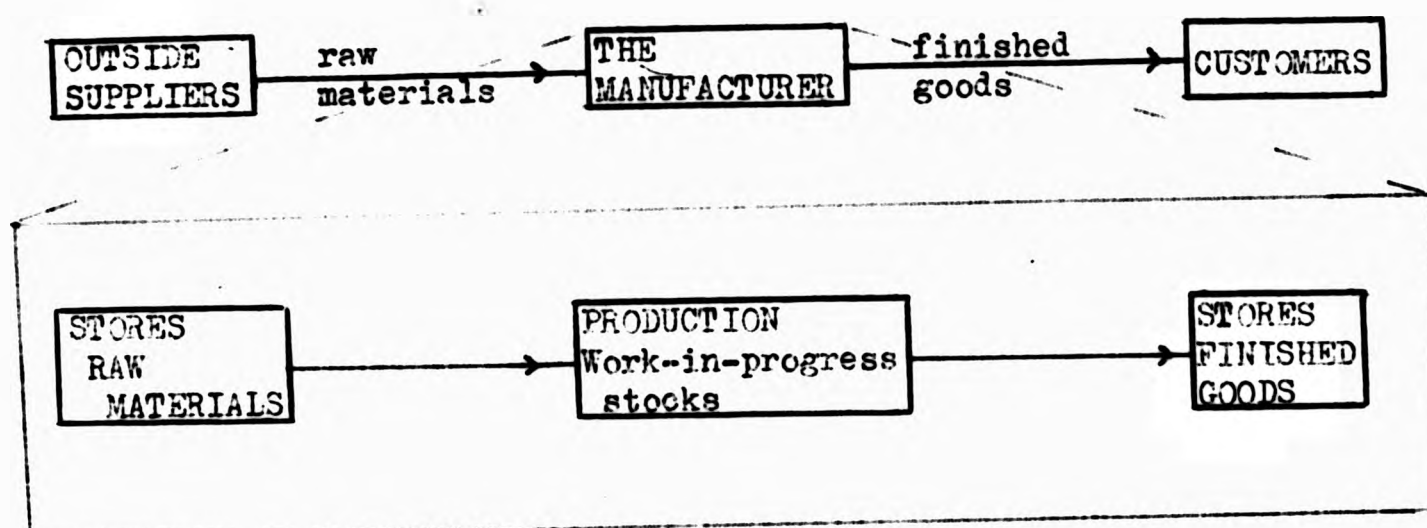 OUTSIDE
SUPPLIERS
raw
materials
THE
MANUFACTURER
finished
goods
CUSTOMERS
STORES
RAW
MATERIALS
PRODUCTION
Work-in-progress
stocks
STORES
FINISHED
GOODS